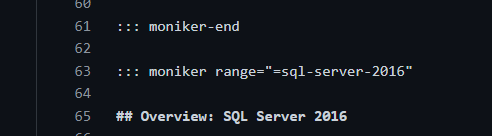 60
61 ::: moniker-end
62
63 ::: moniker range="=sql-server-2016"
64
65 ## Overview: SQL Server 2016